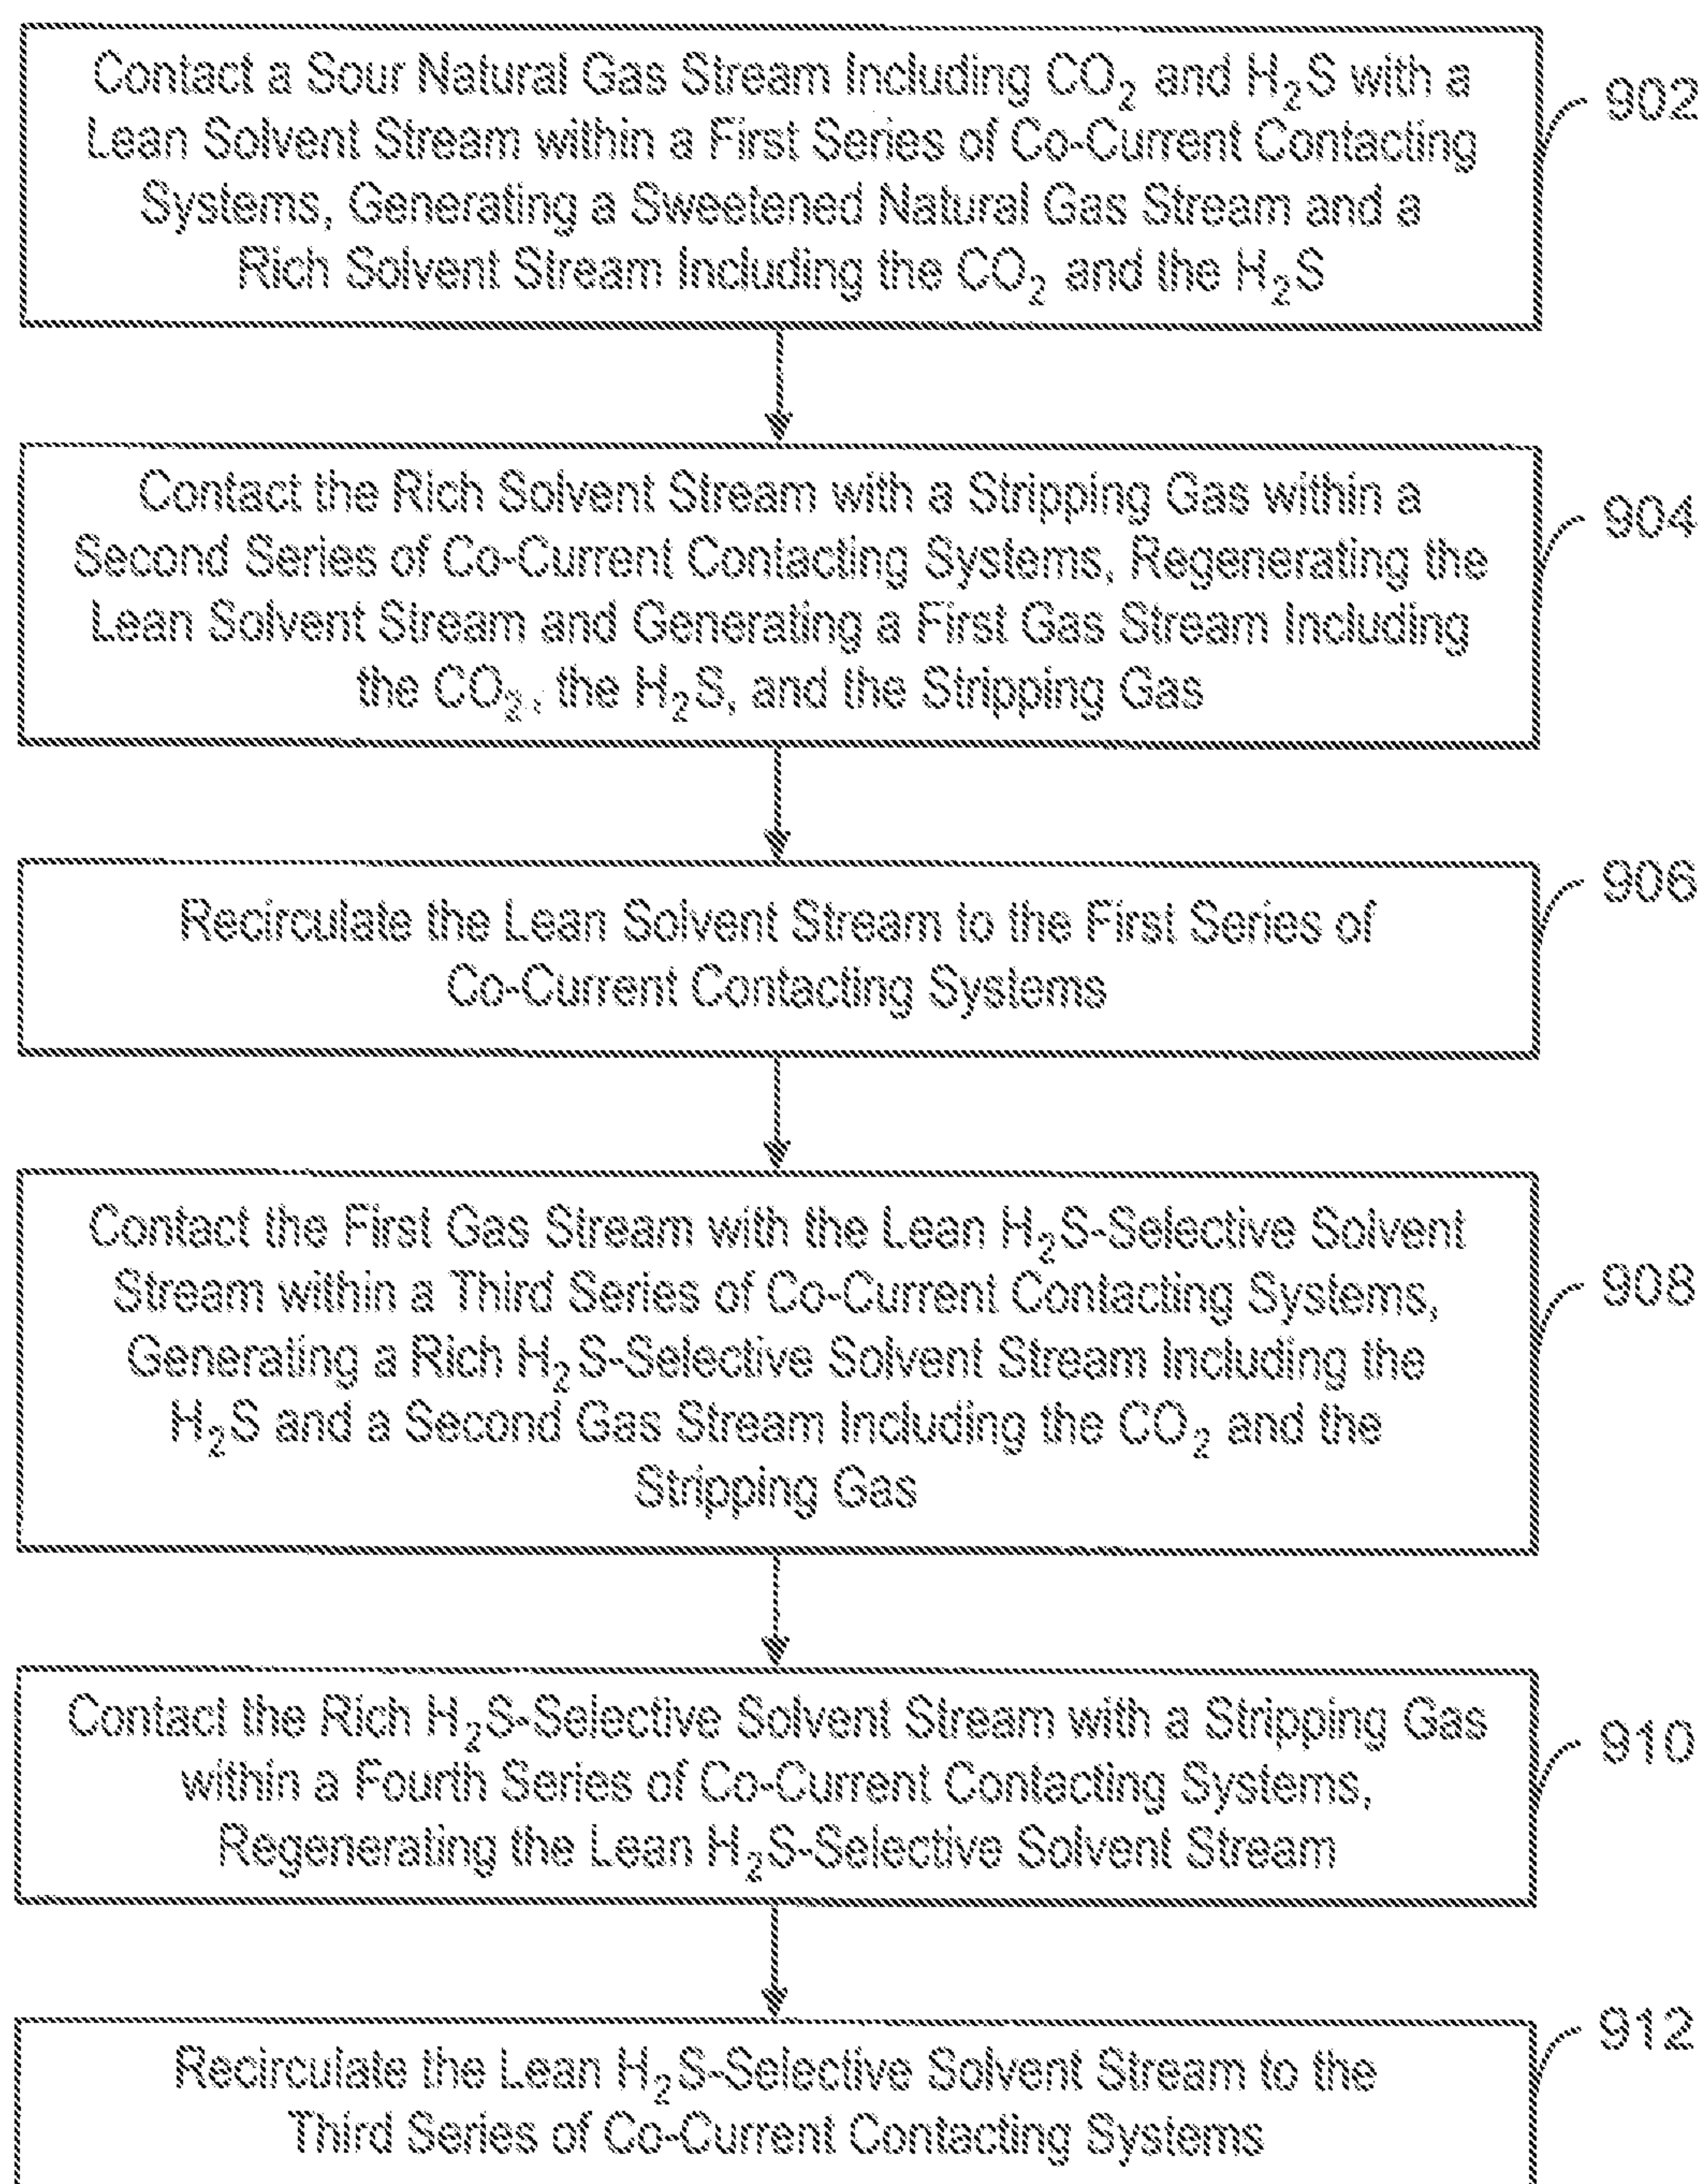 Contact a Sour Natural Gas Stream Including CO₂ and H₂S with a
Lean Solvent Stream within a First Series of Co-Current Contacting
Systems, Generating a Sweetened Natural Gas Stream and a
Rich Solvent Stream Including the CO₂ and the H₂S
902
Contact the Rich Solvent Stream with a Stripping Gas within a
Second Series of Co-Current Contacting Systems, Regenerating the
Lean Solvent Stream and Generating a First Gas Stream Including
the CO₂, the H₂S, and the Stripping Gas
904
Recirculate the Lean Solvent Stream to the First Series of
Co-Current Contacting Systems
906
Contact the First Gas Stream with the Lean H₂S-Selective Solvent
Stream within a Third Series of Co-Current Contacting Systems,
Generating a Rich H₂S-Selective Solvent Stream Including the
H₂S and a Second Gas Stream Including the CO₂ and the
Stripping Gas
908
Contact the Rich H₂S-Selective Solvent Stream with a Stripping Gas
within a Fourth Series of Co-Current Contacting Systems,
Regenerating the Lean H₂S-Selective Solvent Stream
910
Recirculate the Lean H₂S-Selective Solvent Stream to the
Third Series of Co-Current Contacting Systems
912